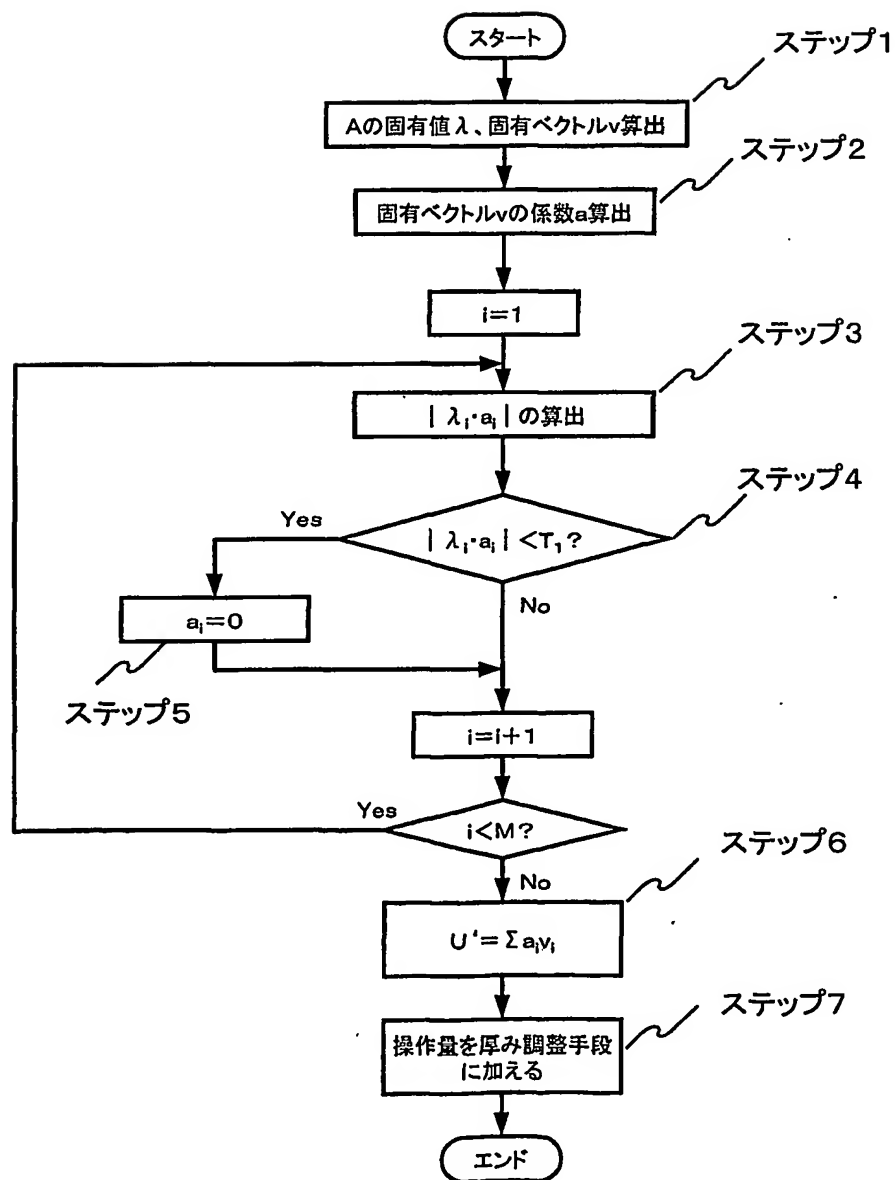 スタート
ステップ1
Aの固有値λ、固有ベクトルv算出
ステップ2
固有ベクトルvの係数a算出
i=1
ステップ3
|λᵢ・aᵢ|の算出
ステップ4
|λᵢ・aᵢ|<T₁?
Yes
No
aᵢ=0
ステップ5
i=i+1
i<M?
Yes
No
ステップ6
U'=Σaᵢvᵢ
ステップ7
操作量を厚み調整手段
に加える
エンド